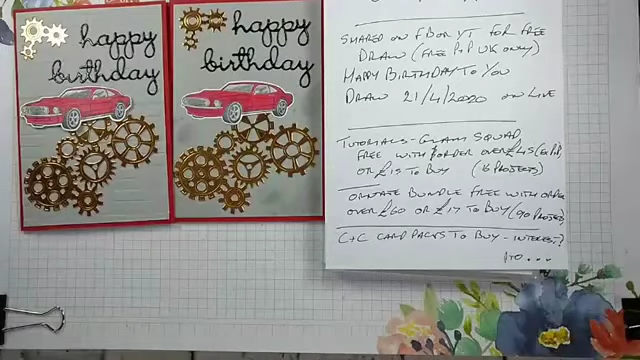 happy
birthday
happy
birthday
SHARED ON FB OR YT FOR FREE
DRAW (FREE P&P UK ONLY)
HAPPY BIRTHDAY TO YOU
DRAW 21/4/2020 ON LIVE
TUTORIALS - GLAM SQUAD,
FREE WITH ORDER OVER £45 (EX P&P)
OR £15 TO BUY (16 PROJECTS)
ORNATE BUNDLE FREE WITH ORDER
OVER £60 OR £17 TO BUY (90 PROJECTS)
C+C CARD PACKS TO BUY - INTEREST?
PTO...